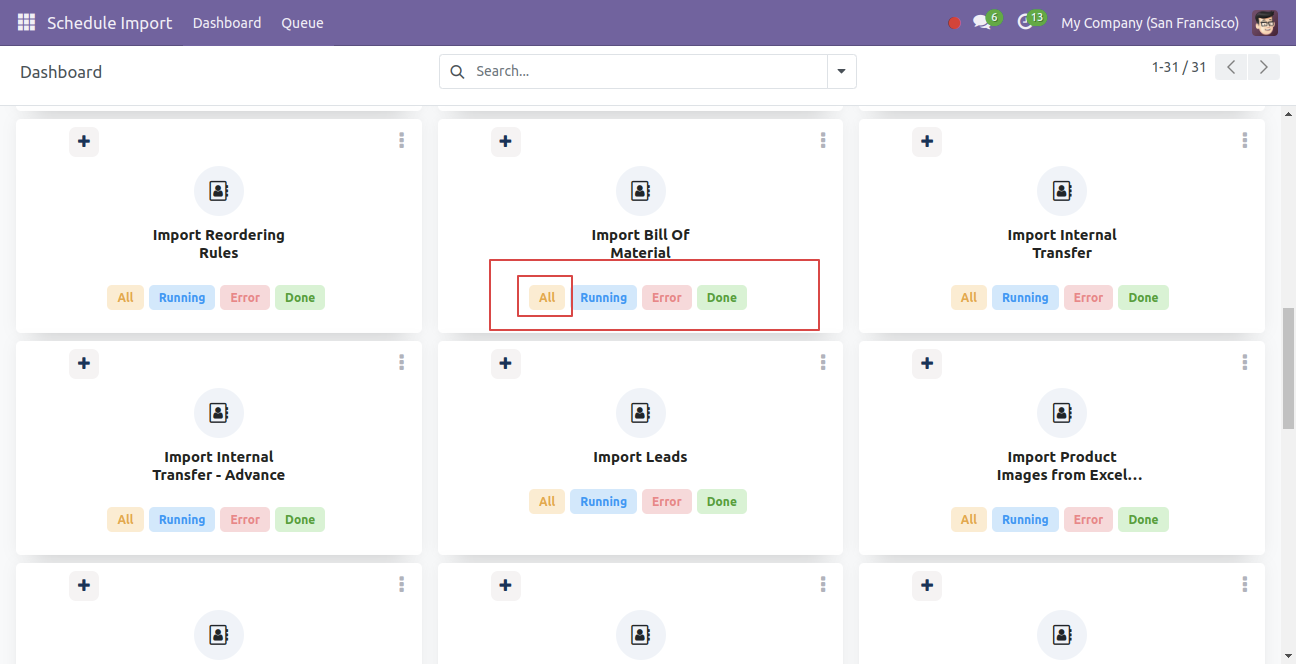 Schedule Import Dashboard Queue 6 13 My Company (San Francisco)
Dashboard Search... 1-31 / 31
Import Reordering
Rules
All Running Error Done
Import Bill Of
Material
All Running Error Done
Import Internal
Transfer
All Running Error Done
Import Internal
Transfer - Advance
All Running Error Done
Import Leads
All Running Error Done
Import Product
Images from Excel...
All Running Error Done